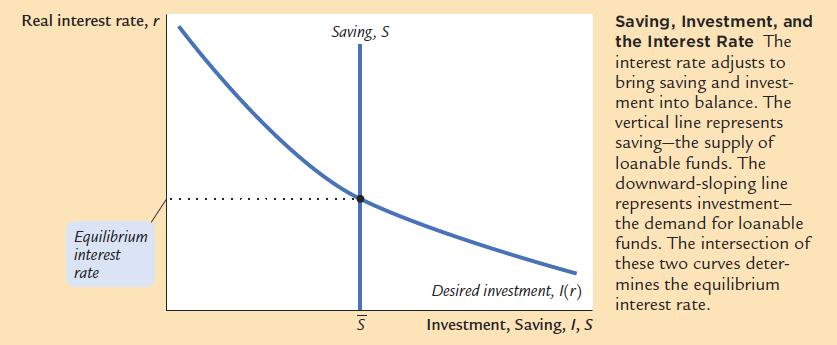 Real interest rate, r
Saving, S
Equilibrium
interest
rate
Desired investment, I(r)
S̅
Investment, Saving, I, S
Saving, Investment, and
the Interest Rate The
interest rate adjusts to
bring saving and invest-
ment into balance. The
vertical line represents
saving—the supply of
loanable funds. The
downward-sloping line
represents investment—
the demand for loanable
funds. The intersection of
these two curves deter-
mines the equilibrium
interest rate.